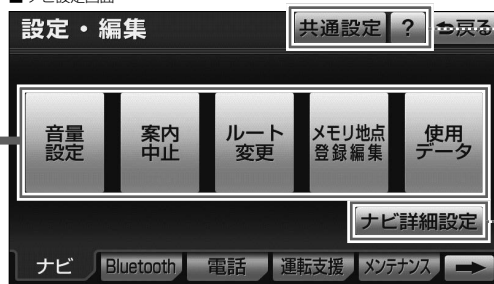 ■ナビ設定画面
設定・編集 共通設定 ? 戻る
音量設定 案内中止 ルート変更 メモリ地点登録編集 使用データ
ナビ詳細設定
ナビ Bluetooth 電話 運転支援 メンテナンス